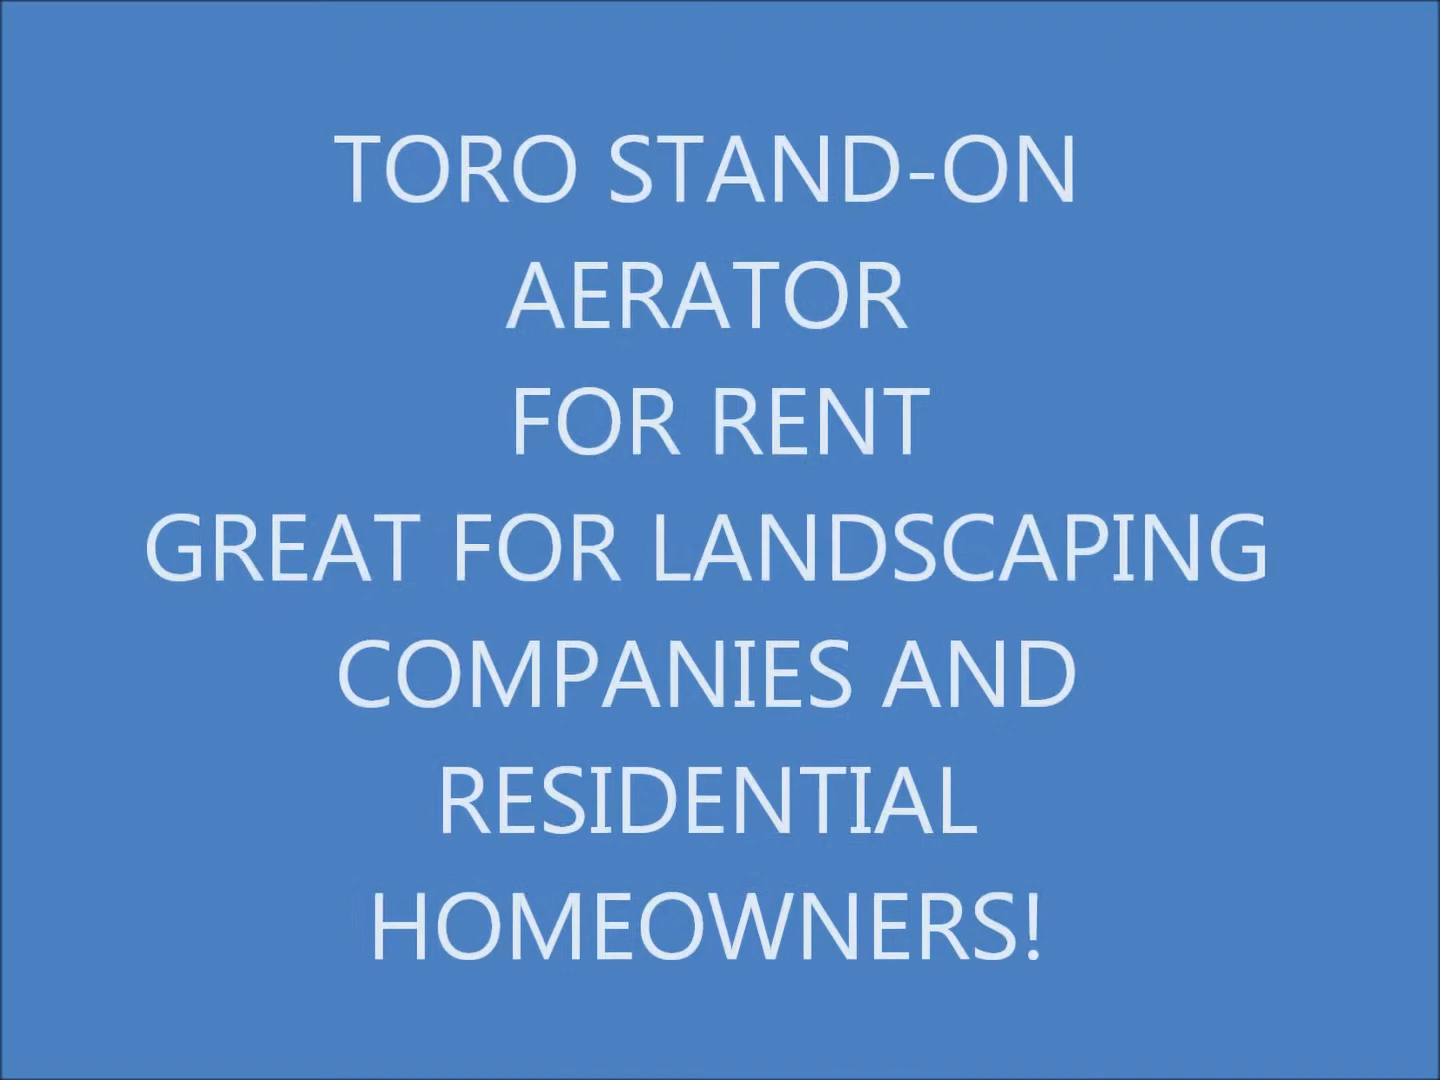 TORO STAND-ON
AERATOR
FOR RENT
GREAT FOR LANDSCAPING
COMPANIES AND
RESIDENTIAL
HOMEOWNERS!